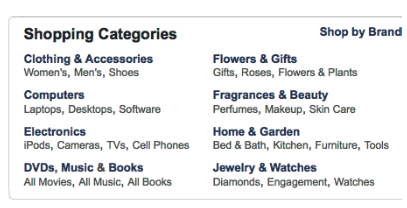 Shopping Categories
Shop by Brand
Clothing & Accessories
Women's, Men's, Shoes
Computers
Laptops, Desktops, Software
Electronics
iPods, Cameras, TVs, Cell Phones
DVDs, Music & Books
All Movies, All Music, All Books
Flowers & Gifts
Gifts, Roses, Flowers & Plants
Fragrances & Beauty
Perfumes, Makeup, Skin Care
Home & Garden
Bed & Bath, Kitchen, Furniture, Tools
Jewelry & Watches
Diamonds, Engagement, Watches